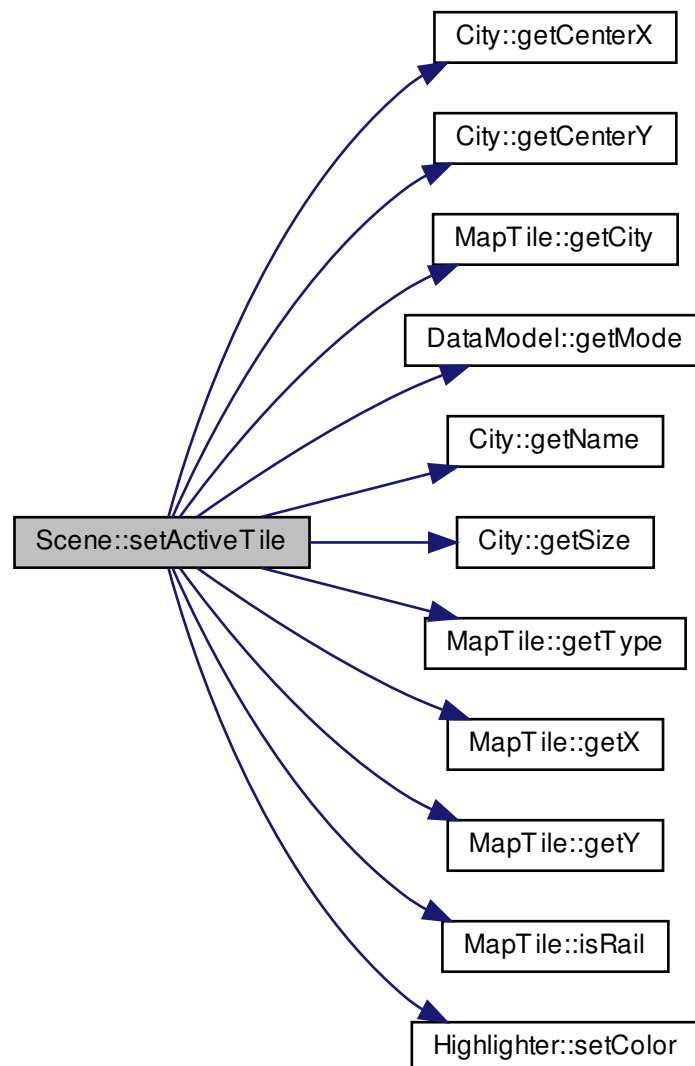 City::getCenterX
City::getCenterY
MapTile::getCity
DataModel::getMode
City::getName
Scene::setActiveTile
City::getSize
MapTile::getType
MapTile::getX
MapTile::getY
MapTile::isRail
Highlighter::setColor